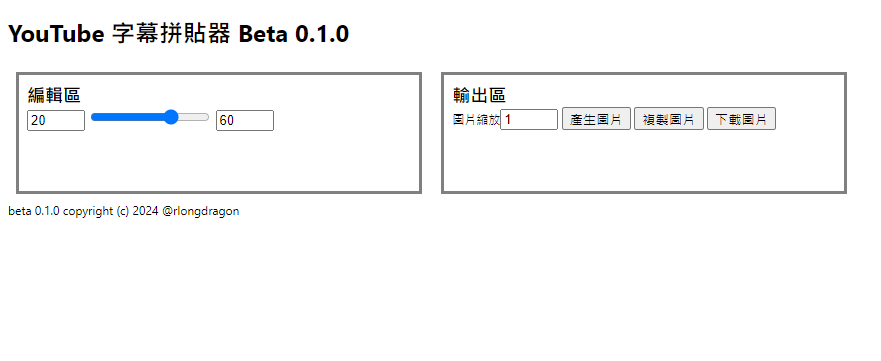 YouTube 字幕拼貼器 Beta 0.1.0
編輯區
20 60
輸出區
圖片縮放 1 產生圖片 複製圖片 下載圖片
beta 0.1.0 copyright (c) 2024 @rlongdragon